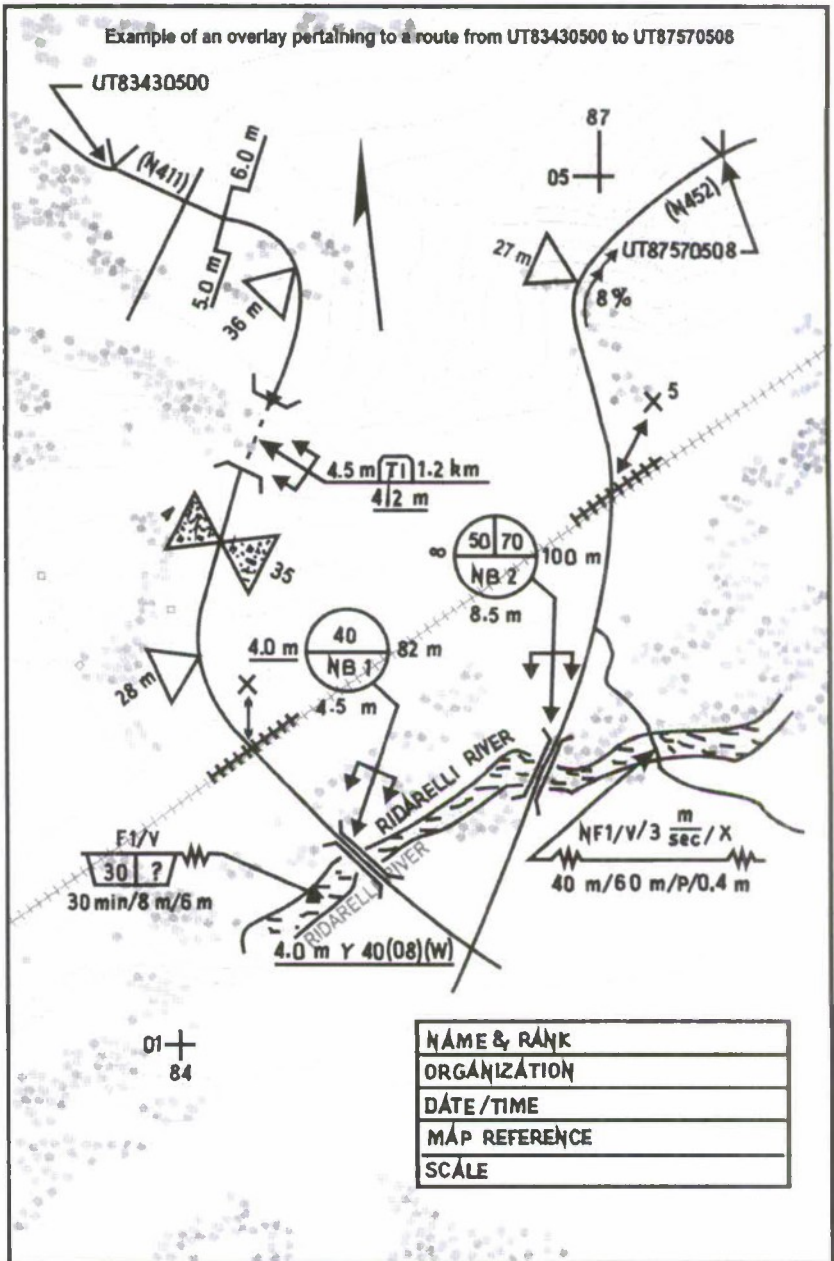 Example of an overlay pertaining to a route from UT83430500 to UT87570508
UT83430500
(N411)
6.0 m
5.0 m
36 m
87
05
(N452)
UT87570508
27 m
8%
X 5
4.5 m T1 1.2 km
4.2 m
4
35
50 70
NB 2
8
100 m
8.5 m
40
NB 1
4.0 m
82 m
4.5 m
28 m
X
RIDARELLI RIVER
RIDARELLI RIVER
F1/V
30 ?
30 min/8 m/6 m
NF1/V/3 m/sec/X
40 m/60 m/P/0.4 m
4.0 m Y 40(08)(W)
01
84
NAME & RANK
ORGANIZATION
DATE/TIME
MAP REFERENCE
SCALE